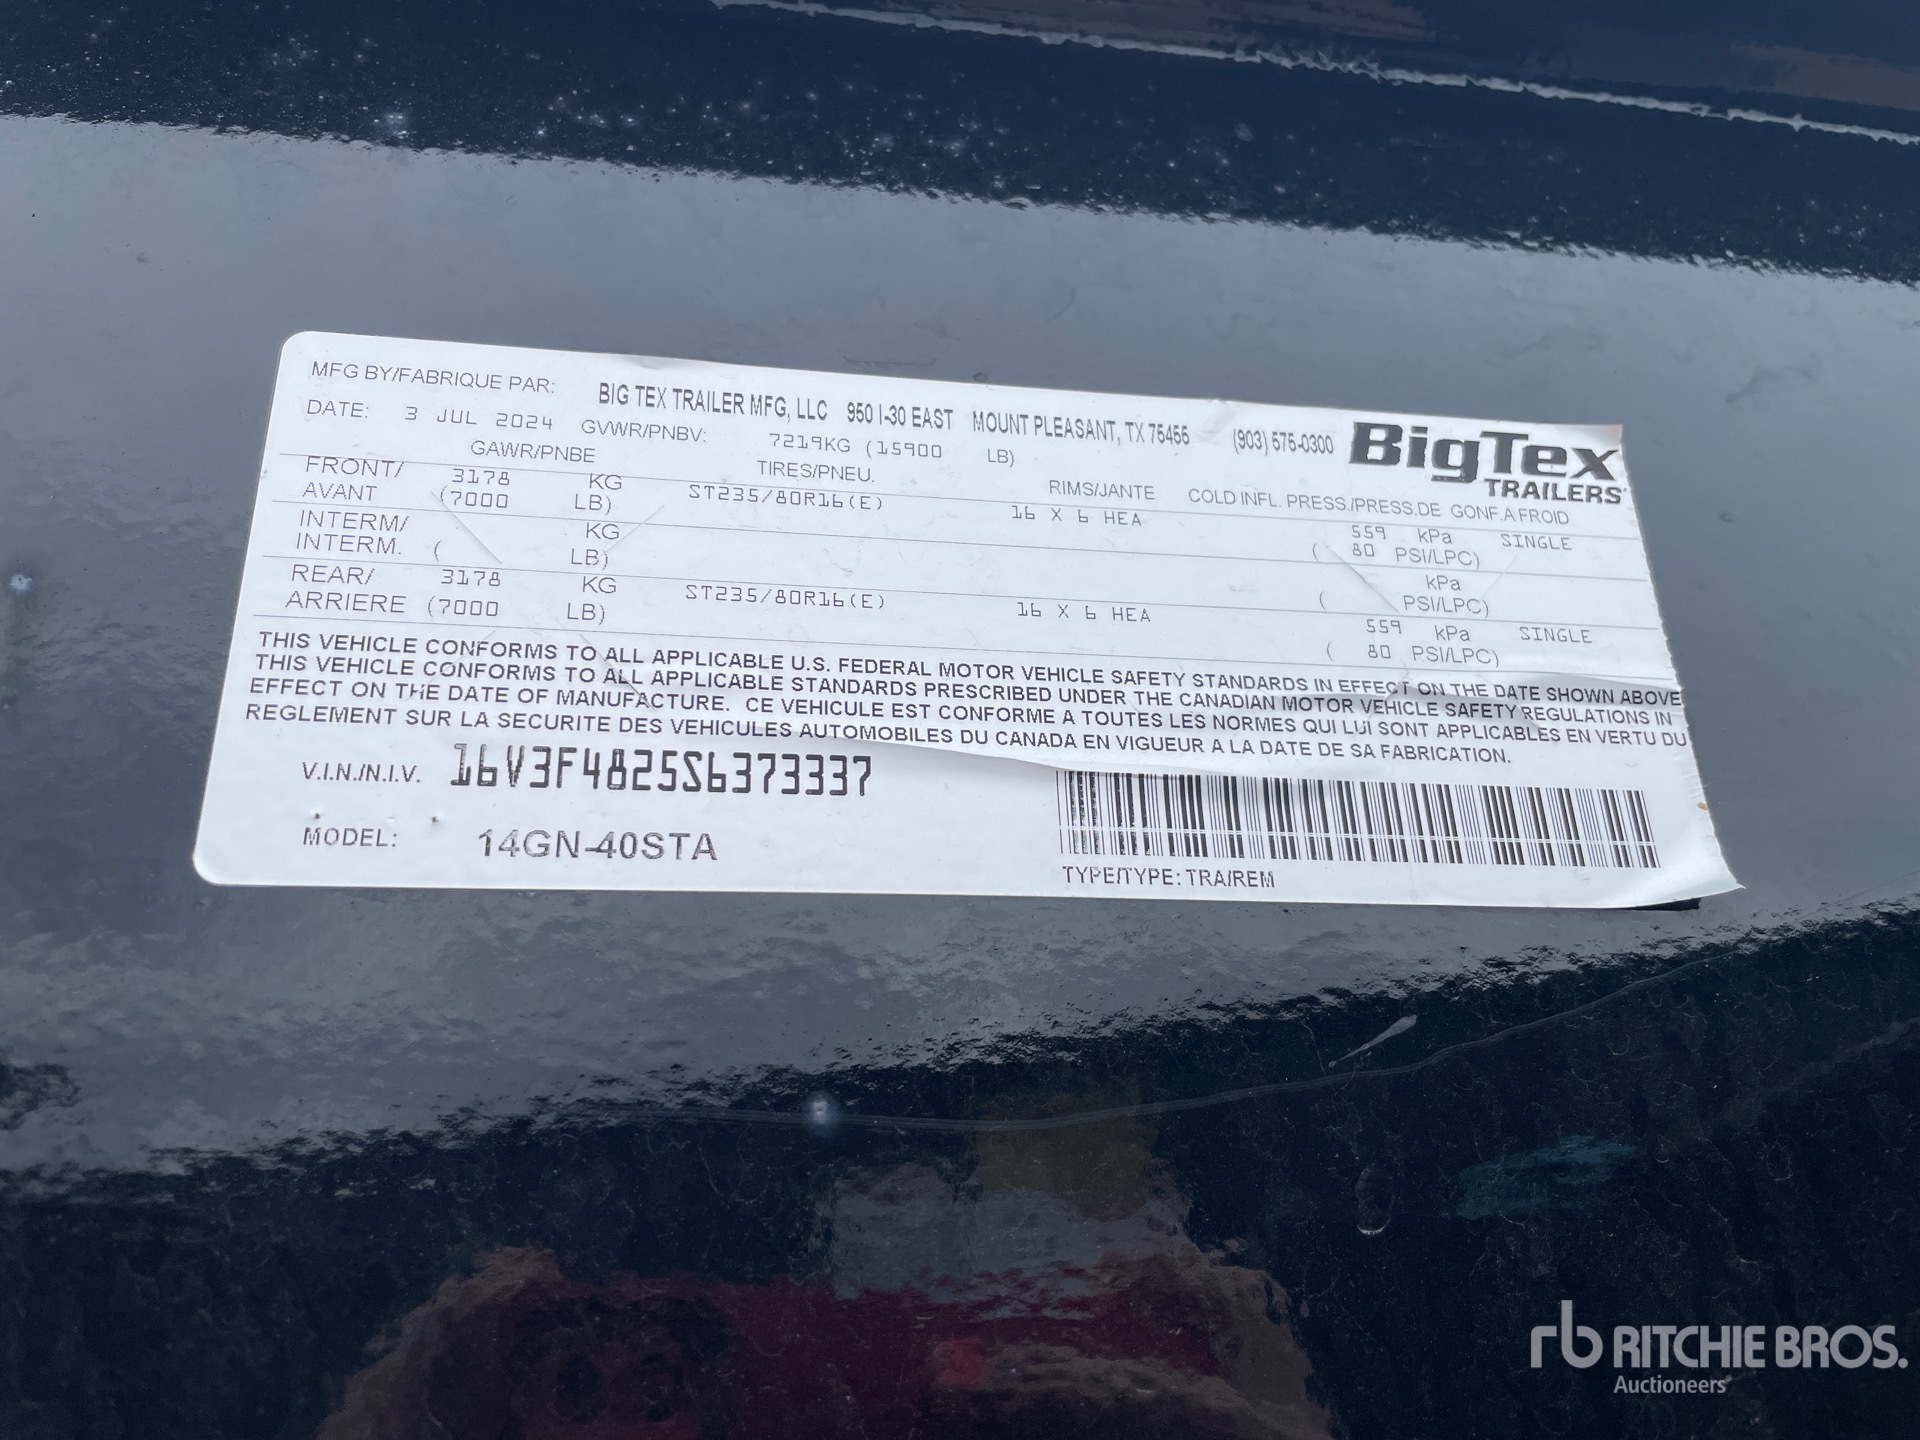 MFG BY/FABRIQUE PAR: BIG TEX TRAILER MFG, LLC 950 I-30 EAST MOUNT PLEASANT, TX 75455 (903) 575-0300 BigTex TRAILERS
DATE: 3 JUL 2024 GVWR/PNBV: 7219KG (15900 LB)
GAWR/PNBE TIRES/PNEU. RIMS/JANTE COLD INFL. PRESS./PRESS.DE GONF.A FROID
FRONT/ 3178 KG ST235/80R16(E) 16 X 6 HEA 559 kPa SINGLE
AVANT (7000 LB) ( 80 PSI/LPC)
INTERM/ KG kPa
INTERM. ( LB) ( PSI/LPC)
REAR/ 3178 KG ST235/80R16(E) 16 X 6 HEA 559 kPa SINGLE
ARRIERE (7000 LB) ( 80 PSI/LPC)
THIS VEHICLE CONFORMS TO ALL APPLICABLE U.S. FEDERAL MOTOR VEHICLE SAFETY STANDARDS IN EFFECT ON THE DATE SHOWN ABOVE
THIS VEHICLE CONFORMS TO ALL APPLICABLE STANDARDS PRESCRIBED UNDER THE CANADIAN MOTOR VEHICLE SAFETY REGULATIONS IN
EFFECT ON THE DATE OF MANUFACTURE. CE VEHICULE EST CONFORME A TOUTES LES NORMES QUI LUI SONT APPLICABLES EN VERTU DU
REGLEMENT SUR LA SECURITE DES VEHICULES AUTOMOBILES DU CANADA EN VIGUEUR A LA DATE DE SA FABRICATION.
V.I.N./N.I.V. 16V3F4825S6373337
MODEL: 14GN-40STA
TYPE/TYPE: TRA/REM
rb RITCHIE BROS.
Auctioneers